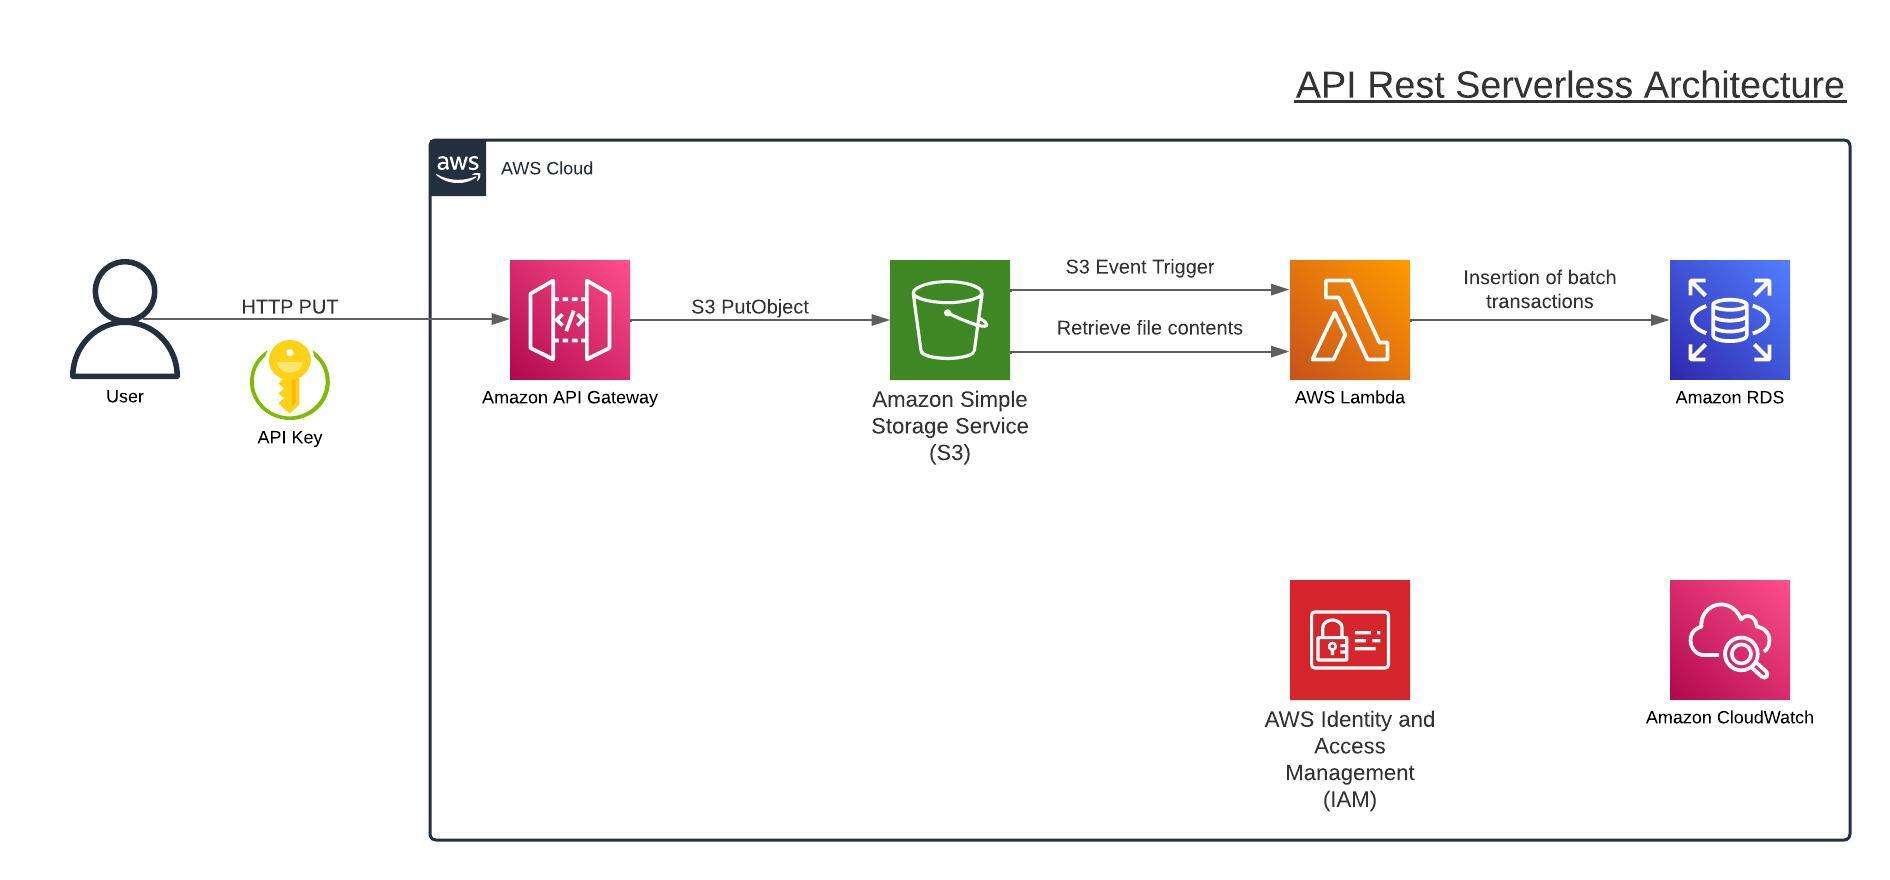 API Rest Serverless Architecture
aws
AWS Cloud
HTTP PUT
S3 PutObject
S3 Event Trigger
Retrieve file contents
Insertion of batch
transactions
User
API Key
Amazon API Gateway
Amazon Simple
Storage Service
(S3)
AWS Lambda
Amazon RDS
AWS Identity and
Access
Management
(IAM)
Amazon CloudWatch